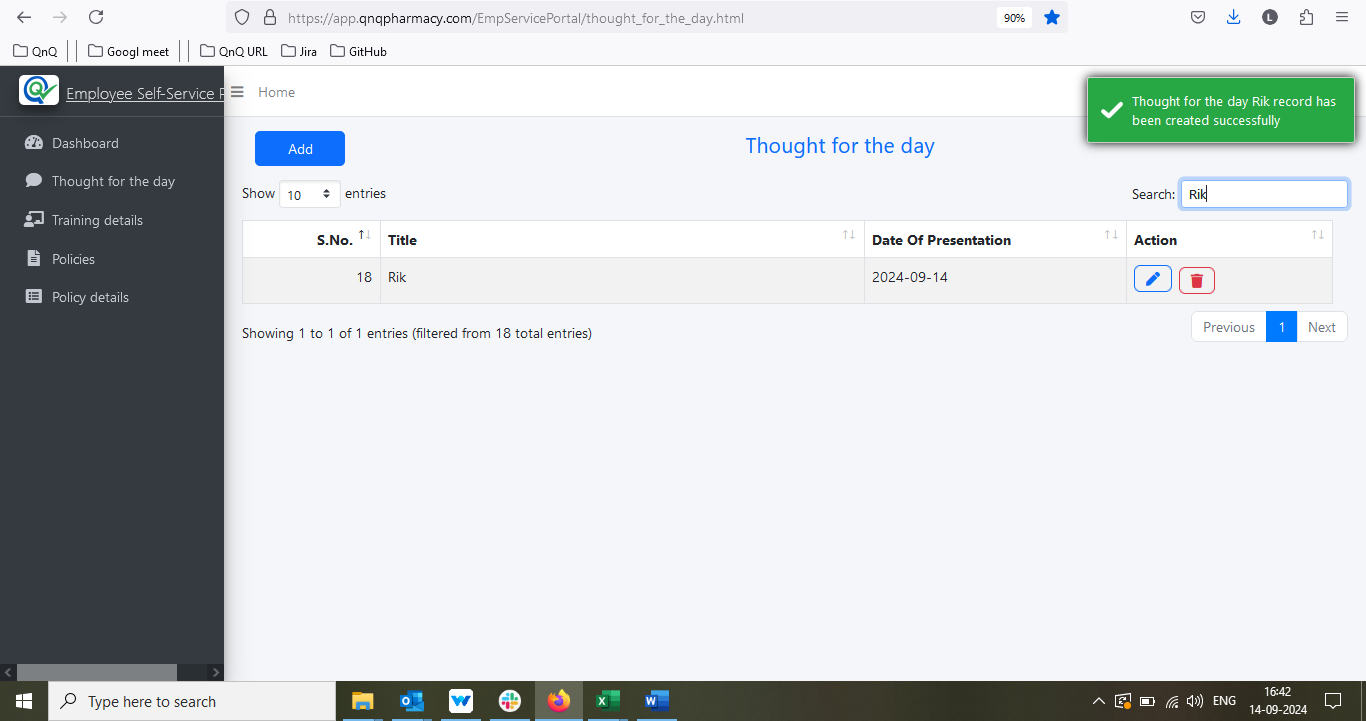 https://app.qnqpharmacy.com/EmpServicePortal/thought_for_the_day.html
90%
L
QnQ
Googl meet
QnQ URL
Jira
GitHub
Employee Self-Service P
Home
Thought for the day Rik record has
been created successfully
Dashboard
Thought for the day
Training details
Policies
Policy details
Add
Thought for the day
Show 10 entries
Search: Rik
S.No. Title Date Of Presentation Action
18 Rik 2024-09-14
Showing 1 to 1 of 1 entries (filtered from 18 total entries)
Previous 1 Next
Type here to search
ENG
16:42
14-09-2024